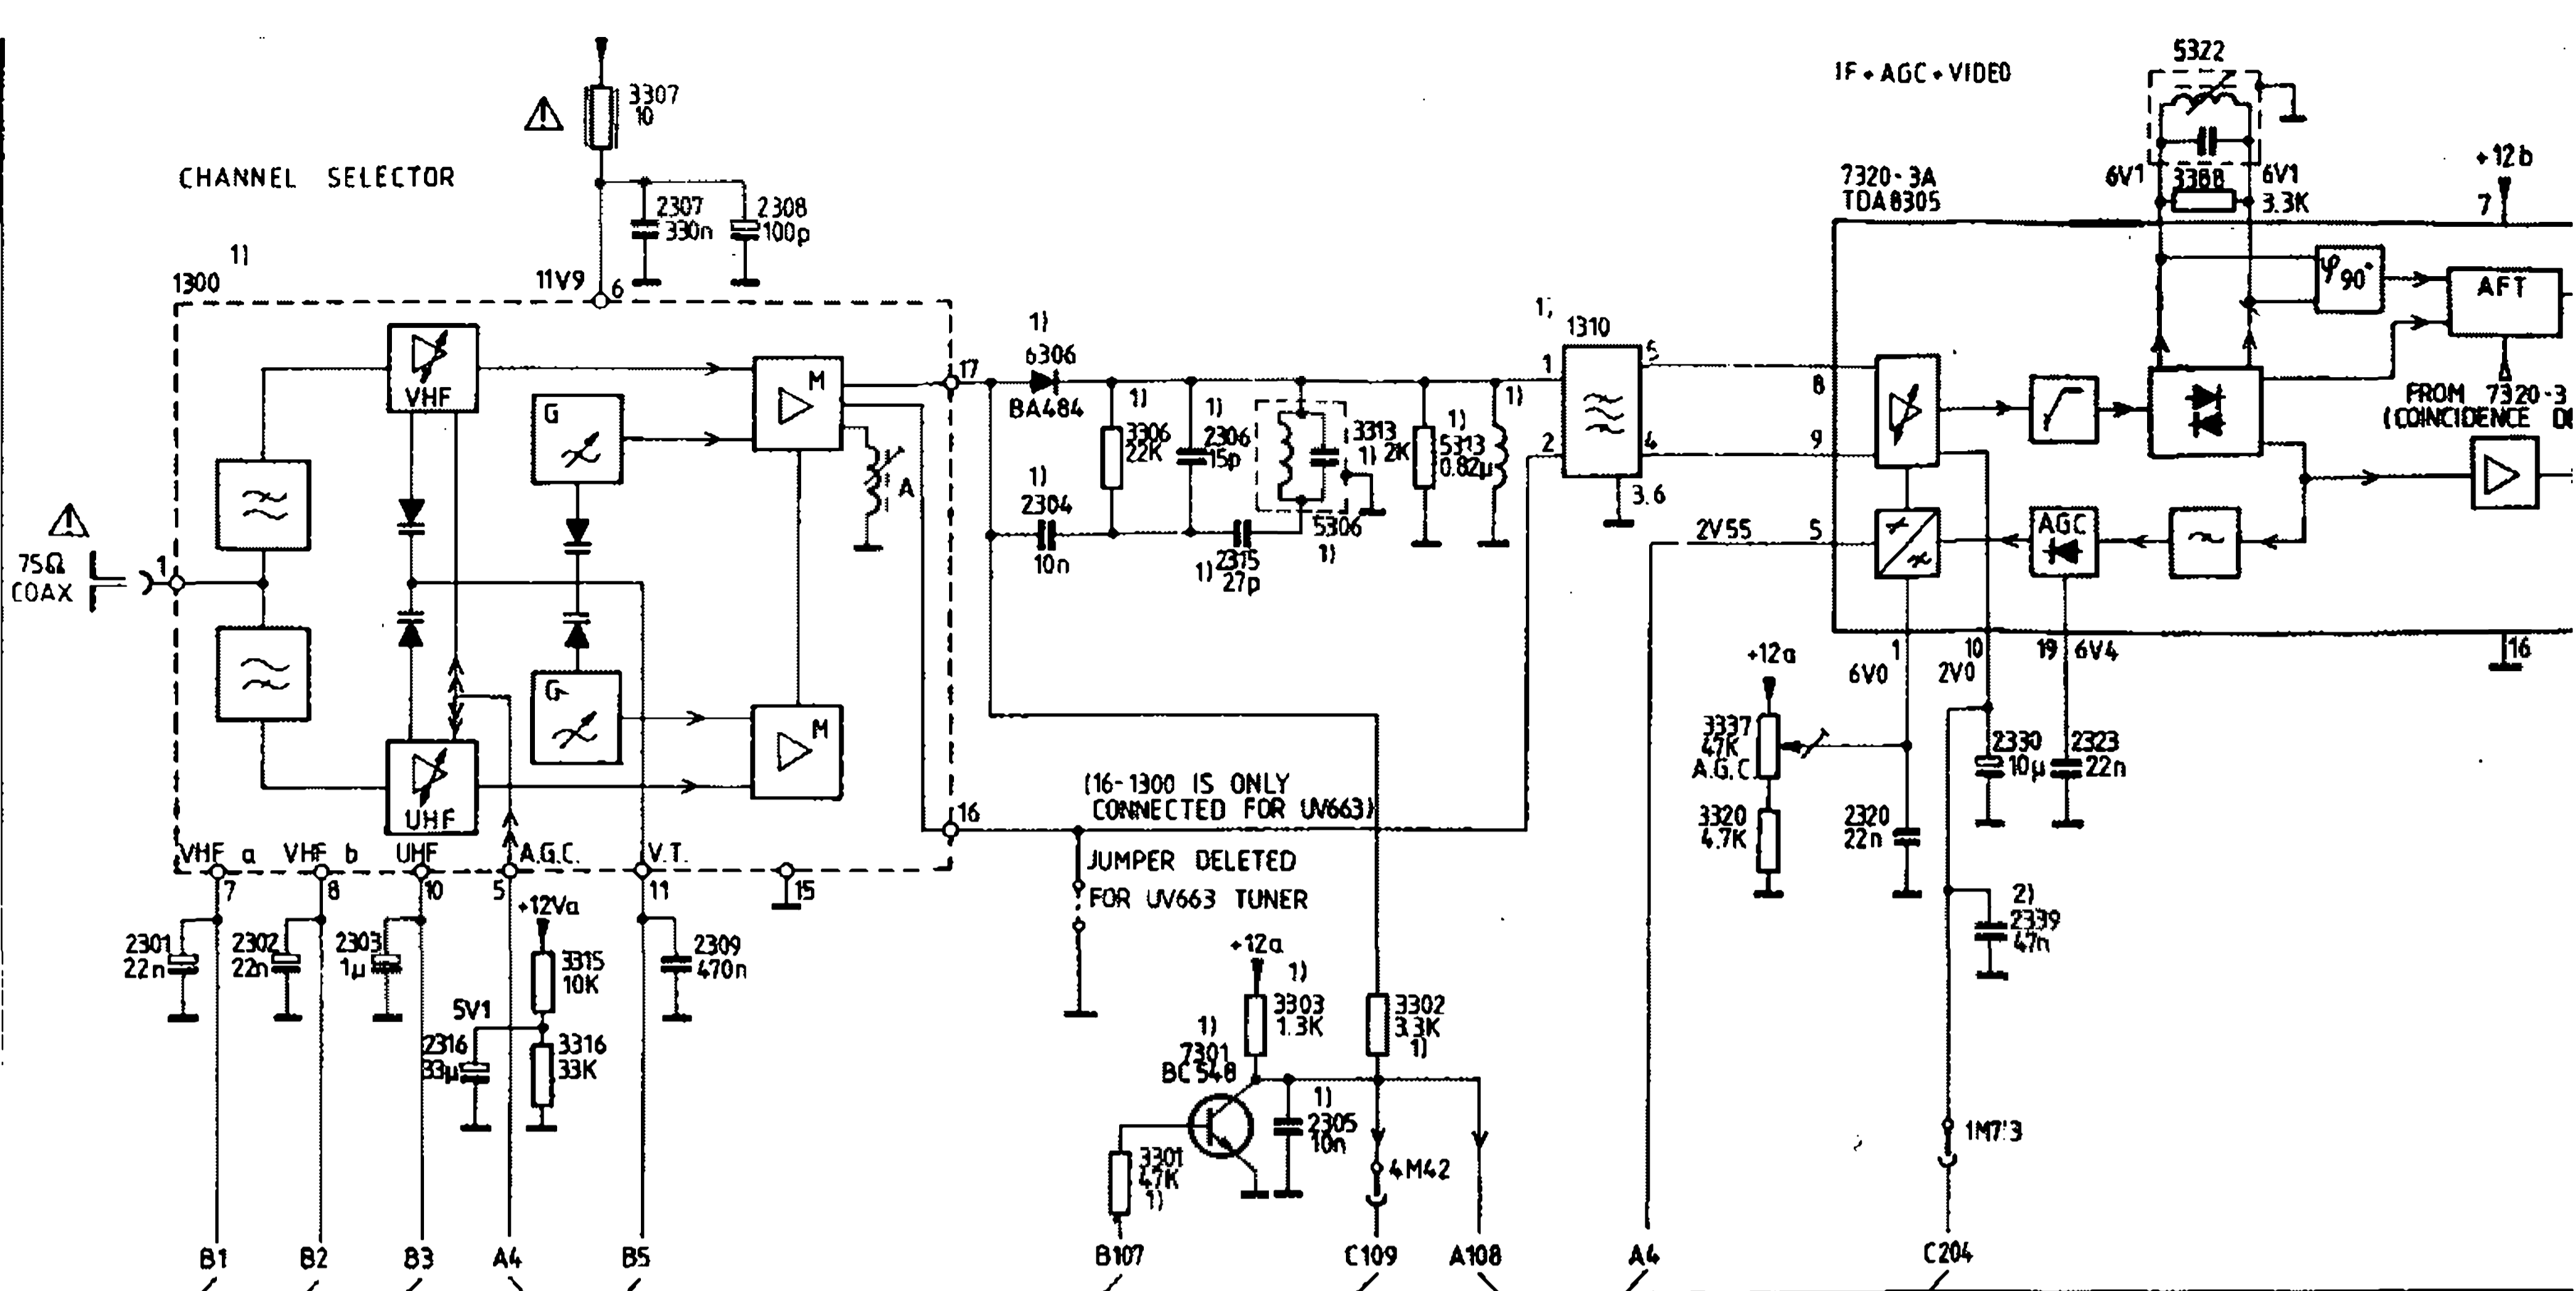 CHANNEL SELECTOR
3307
10
2307
330n
2308
100p
1)
1300
11V9
6
VHF
G
M
17
A
75Ω
COAX
1
UHF
G
M
16
VHF a
VHF b
UHF
A.G.C.
V.T.
7
8
10
5
11
15
+12Va
2301
22n
2302
22n
2303
1µ
3315
10K
2309
470n
5V1
2316
33µ
3316
33K
B1
B2
B3
A4
B5
1)
6306
BA484
1)
3306
22K
1)
2306
15p
3313
2K
1)
1)
5313
0.82µ
1)
1)
2304
10n
1)
2315
27p
5306
1)
1310
1
2
5
4
3.6
(16-1300 IS ONLY
CONNECTED FOR UV663)
JUMPER DELETED
FOR UV663 TUNER
+12a
1)
3303
1.3K
3302
3.3K
1)
1)
7301
BC548
1)
2305
10n
3301
47K
1)
4M42
B107
C109
A108
A4
C204
IF+AGC+VIDEO
5322
7320-3A
TDA8305
6V1
3388
6V1
3.3K
+12b
7
φ90°
AFT
FROM 7320-3
(COINCIDENCE
8
9
2V55
5
AGC
1
6V0
10
2V0
19
6V4
16
+12a
3337
47K
A.G.C.
3320
4.7K
2320
22n
2330
10µ
2323
22n
2)
2339
47n